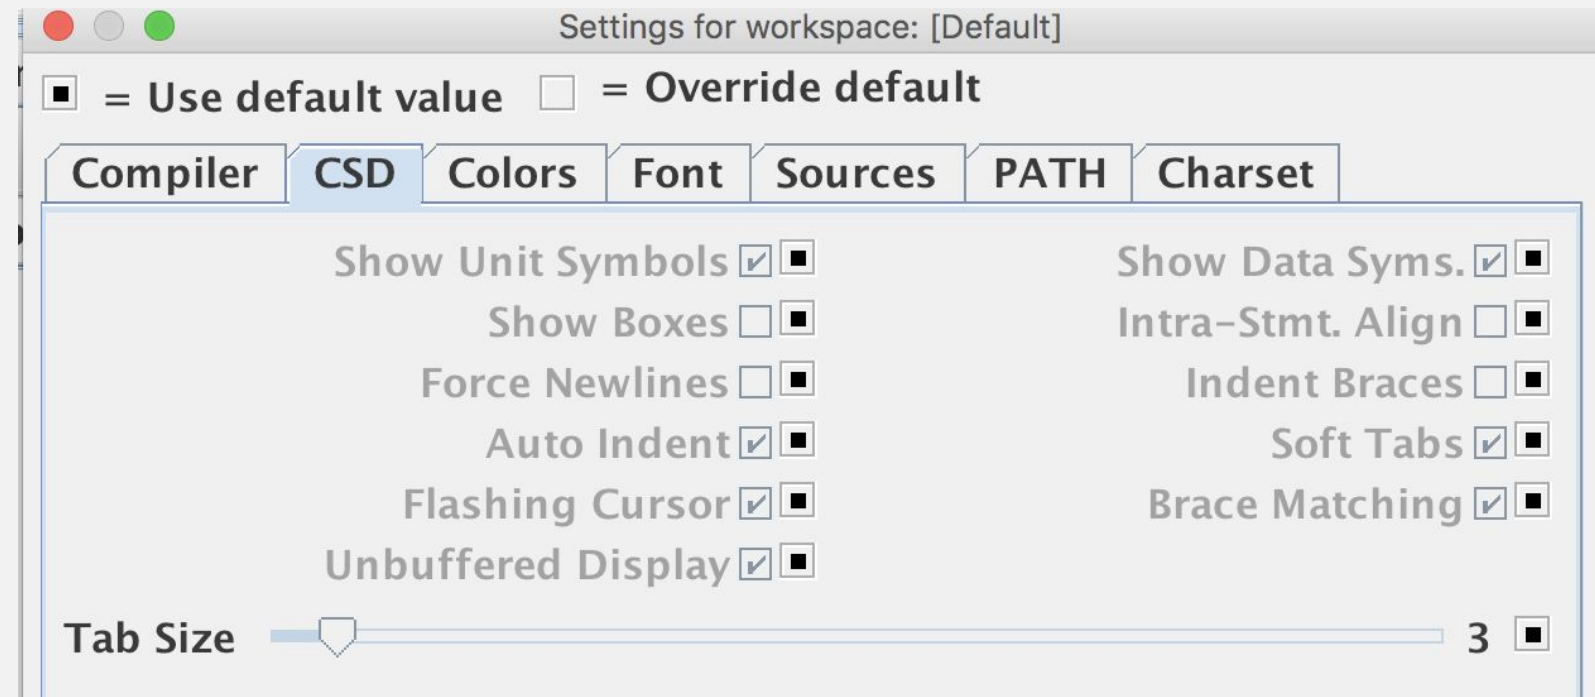 Settings for workspace: [Default]
= Use default value = Override default
Compiler CSD Colors Font Sources PATH Charset
Show Unit Symbols Show Data Syms.
Show Boxes Intra-Stmt. Align
Force Newlines Indent Braces
Auto Indent Soft Tabs
Flashing Cursor Brace Matching
Unbuffered Display
Tab Size 3